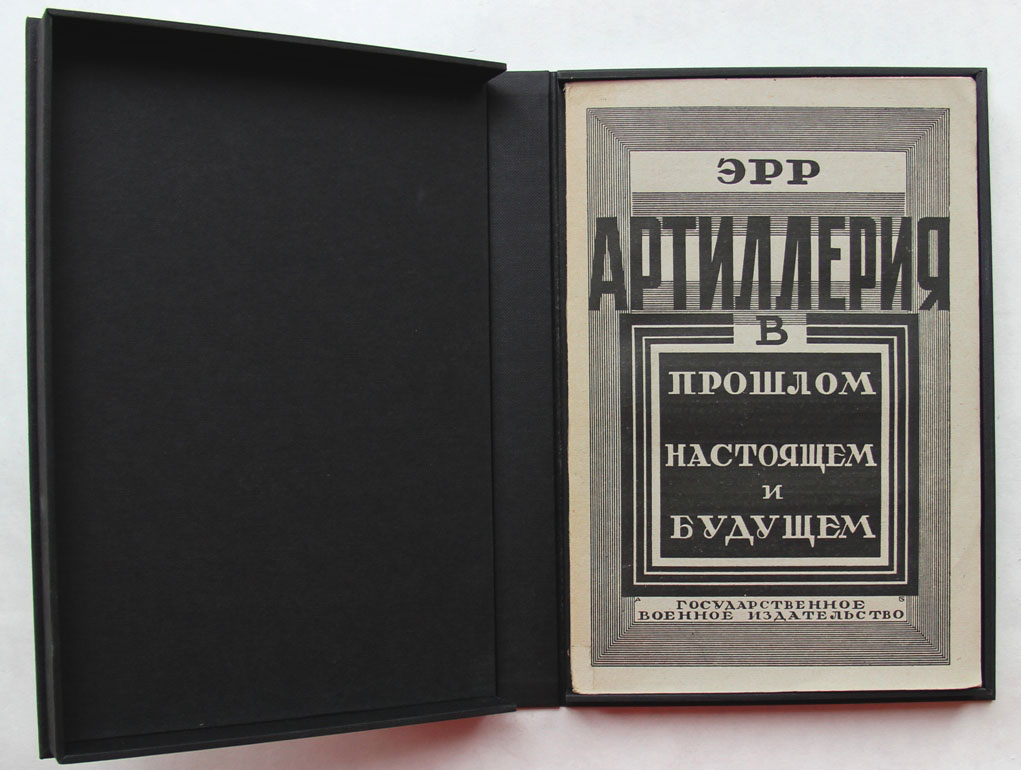 ЭРР
АРТИЛЛЕРИЯ
В
ПРОШЛОМ
НАСТОЯЩЕМ
И
БУДУЩЕМ
ГОСУДАРСТВЕННОЕ
ВОЕННОЕ ИЗДАТЕЛЬСТВО